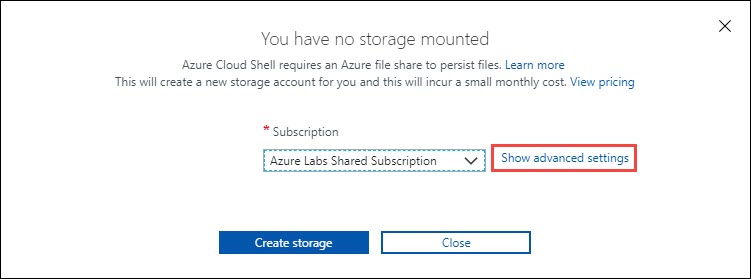 You have no storage mounted
Azure Cloud Shell requires an Azure file share to persist files. Learn more
This will create a new storage account for you and this will incur a small monthly cost. View pricing
* Subscription
Azure Labs Shared Subscription
Show advanced settings
Create storage
Close